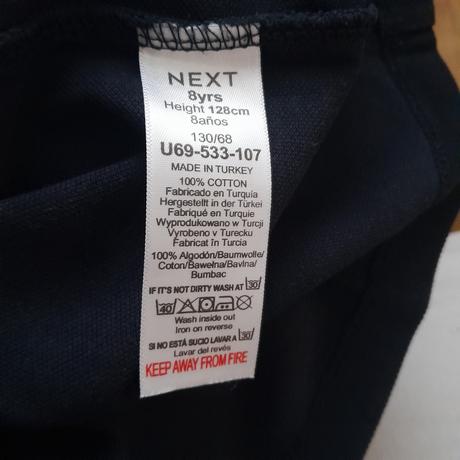 NEXT
8yrs
Height 128cm
8años
130/68
U69-533-107
MADE IN TURKEY
100% COTTON
Fabricado en Turquía
Hergestellt in der Türkei
Fabriqué en Turquie
Wyprodukowano w Turcji
Vyrobeno v Turecku
Fabricat în Turcia
100% Algodón/Baumwolle/
Coton/Bawełna/Bavlna/
Bumbac
IF IT'S NOT DIRTY WASH AT 30
40
Wash inside out
Iron on reverse
SI NO ESTÁ SUCIO LAVAR A 30
Lavar del revés
KEEP AWAY FROM FIRE